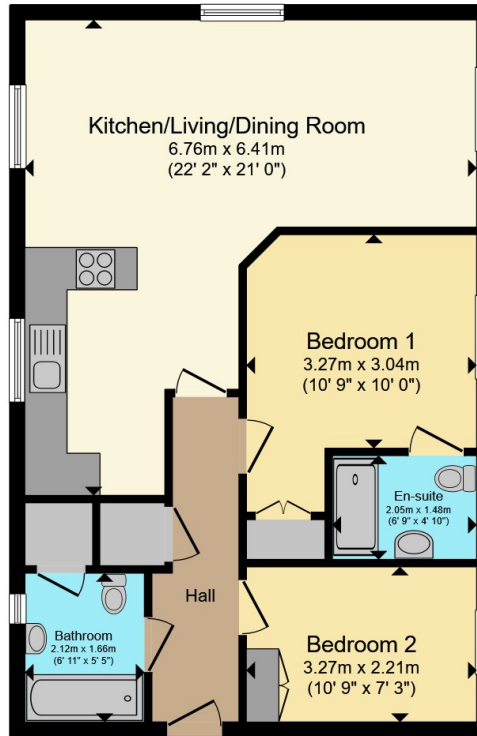 Kitchen/Living/Dining Room
6.76m x 6.41m
(22' 2" x 21' 0")
Bedroom 1
3.27m x 3.04m
(10' 9" x 10' 0")
En-suite
2.05m x 1.48m
(6' 9" x 4' 10")
Hall
Bathroom
2.12m x 1.66m
(6' 11" x 5' 5")
Bedroom 2
3.27m x 2.21m
(10' 9" x 7' 3")